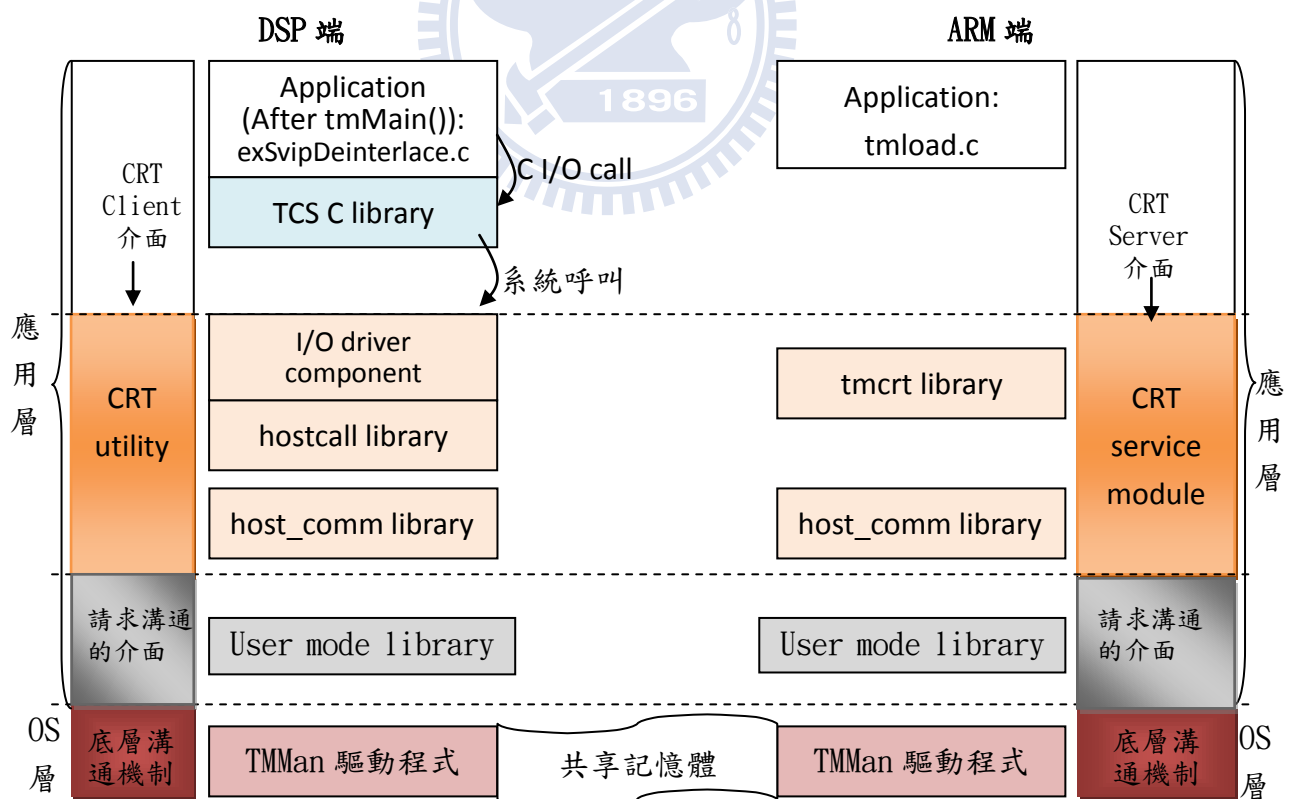 DSP 端
ARM 端
1896
Application
(After tmMain()):
exSvipDeinterlace.c
C I/O call
TCS C library
系統呼叫
CRT
Client
介面
Application:
tmload.c
CRT
Server
介面
應
用
層
CRT
utility
I/O driver
component
hostcall library
host_comm library
tmcrt library
host_comm library
CRT
service
module
應
用
層
請求溝通
的介面
User mode library
User mode library
請求溝通
的介面
OS
層
底層溝
通機制
TMMan 驅動程式
共享記憶體
TMMan 驅動程式
底層溝
通機制
OS
層